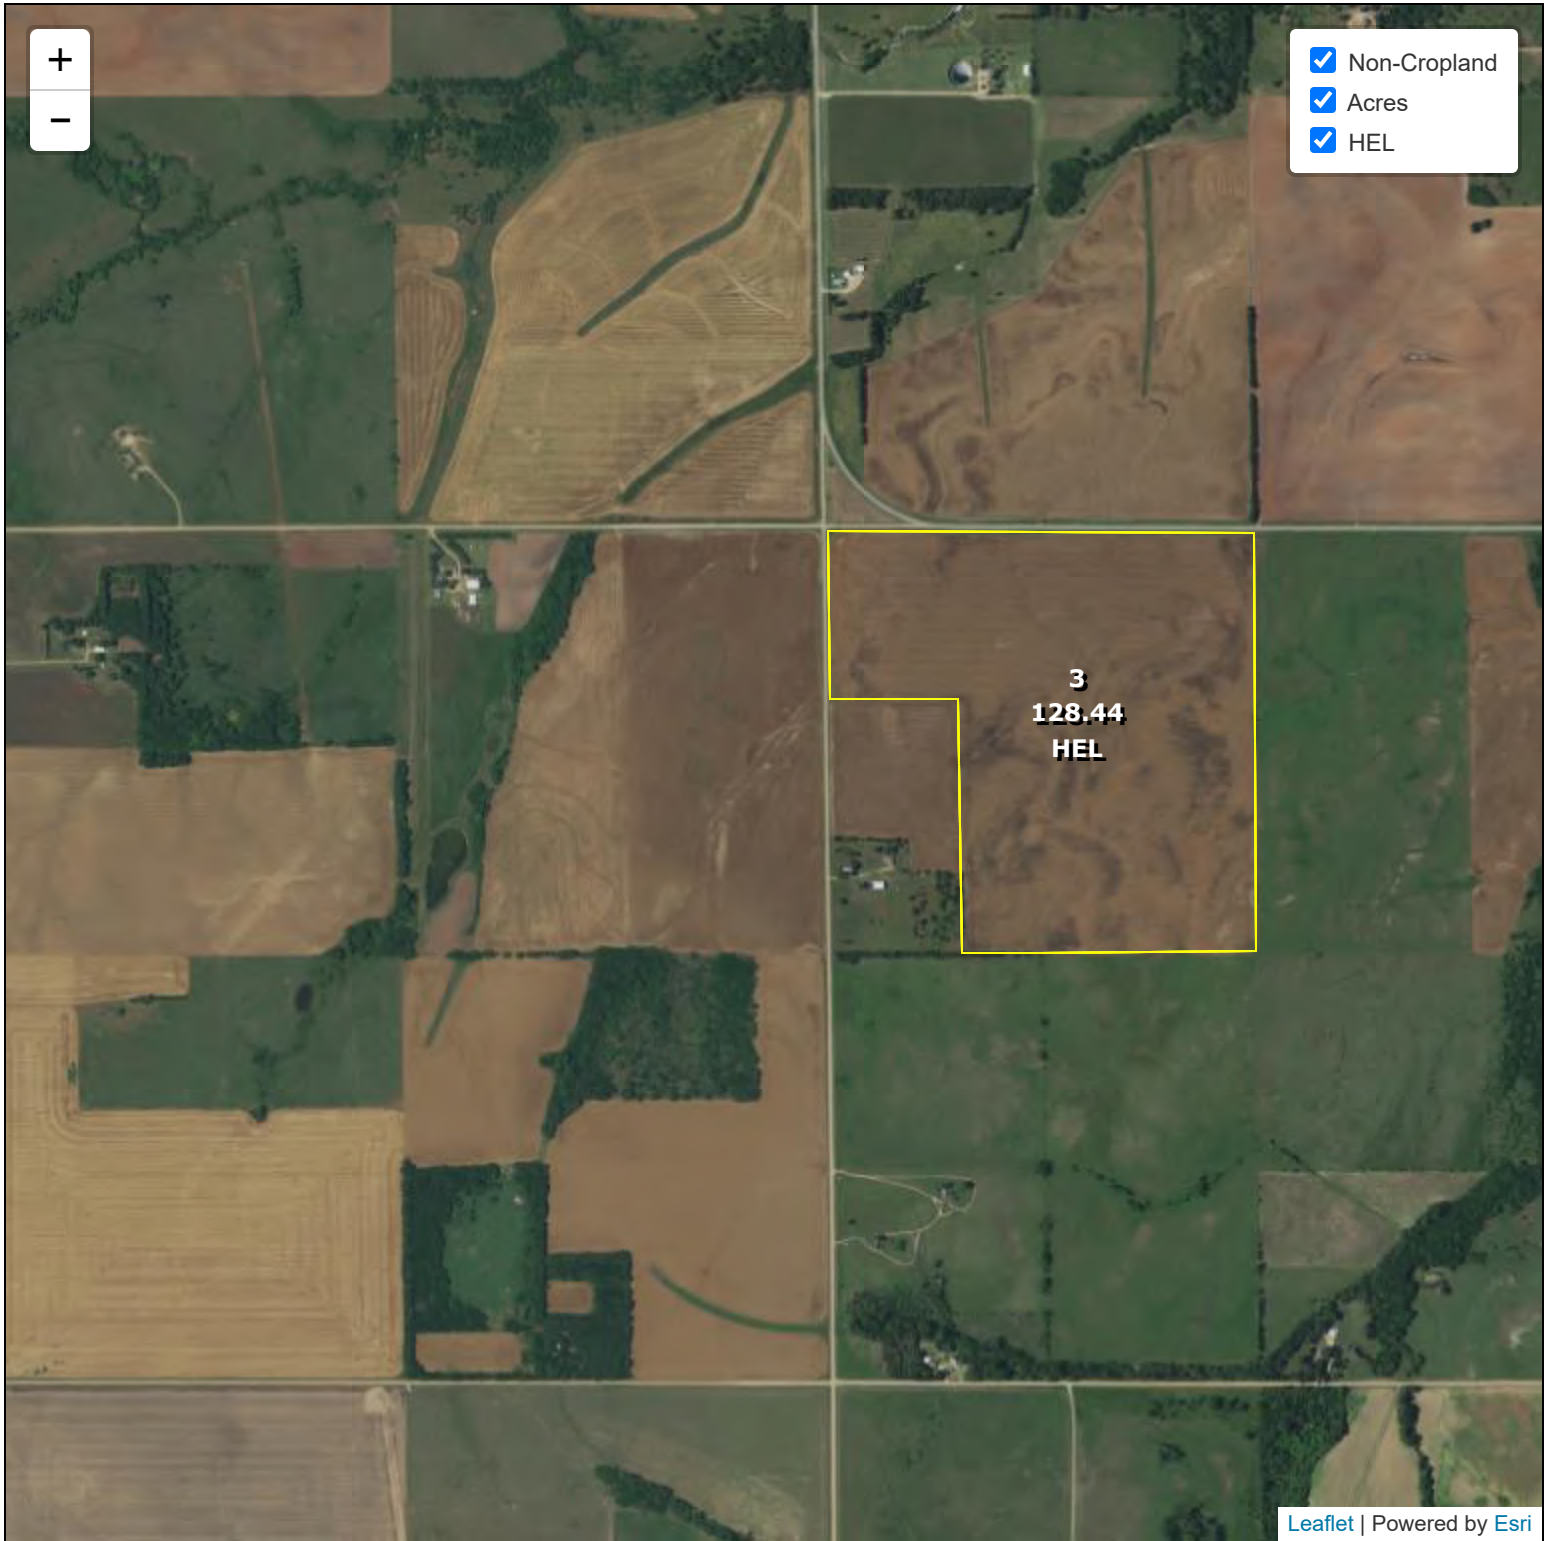 +
−
Non-Cropland
Acres
HEL
3
128.44
HEL
Leaflet | Powered by Esri